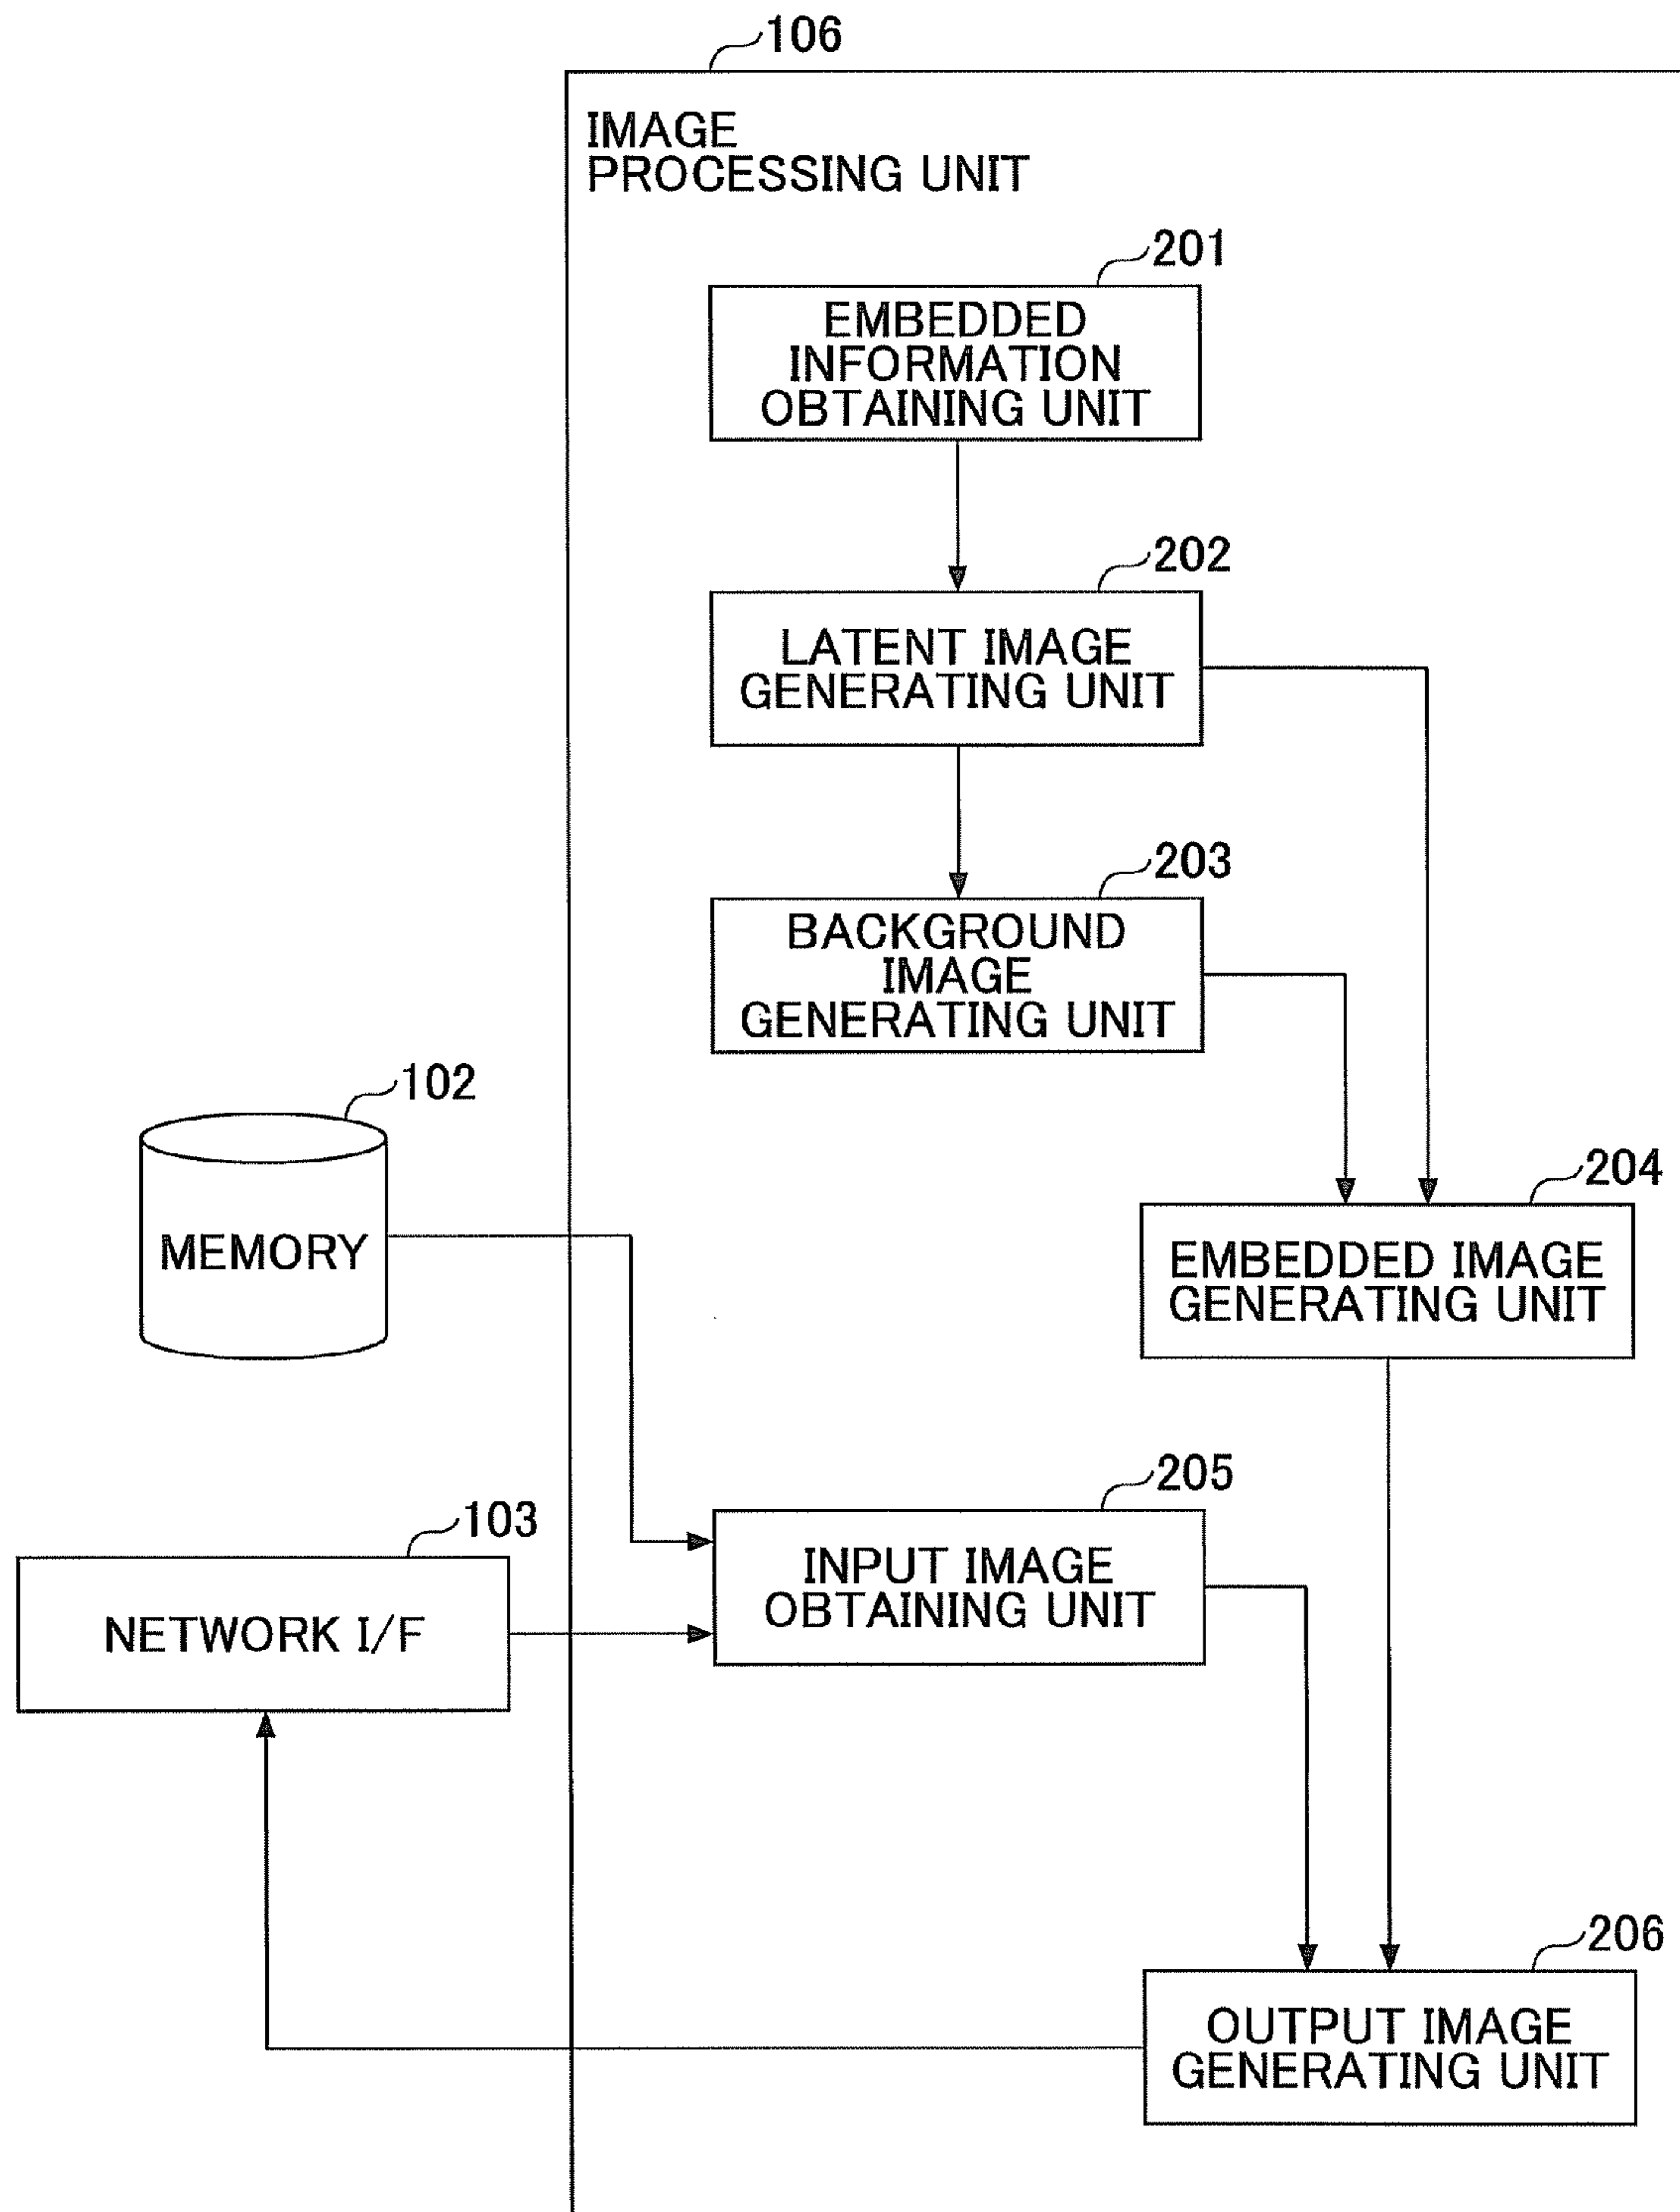 106
IMAGE
PROCESSING UNIT
201
EMBEDDED
INFORMATION
OBTAINING UNIT
202
LATENT IMAGE
GENERATING UNIT
203
BACKGROUND
IMAGE
GENERATING UNIT
102
MEMORY
204
EMBEDDED IMAGE
GENERATING UNIT
205
INPUT IMAGE
OBTAINING UNIT
103
NETWORK I/F
206
OUTPUT IMAGE
GENERATING UNIT